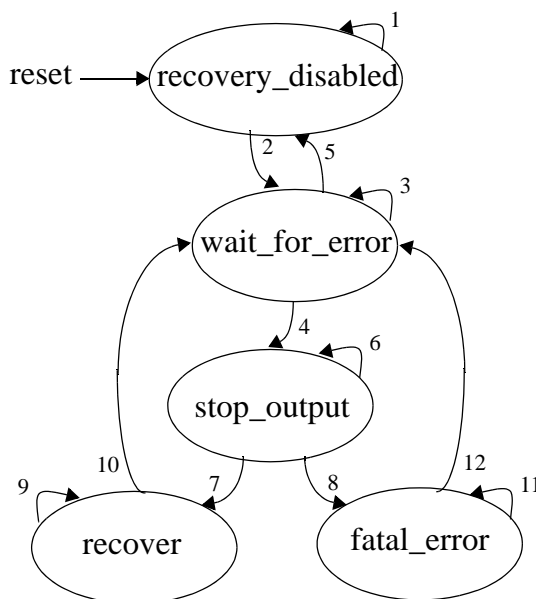 1
reset
recovery_disabled
2
5
3
wait_for_error
4
6
stop_output
10
7
8
12
9
11
recover
fatal_error